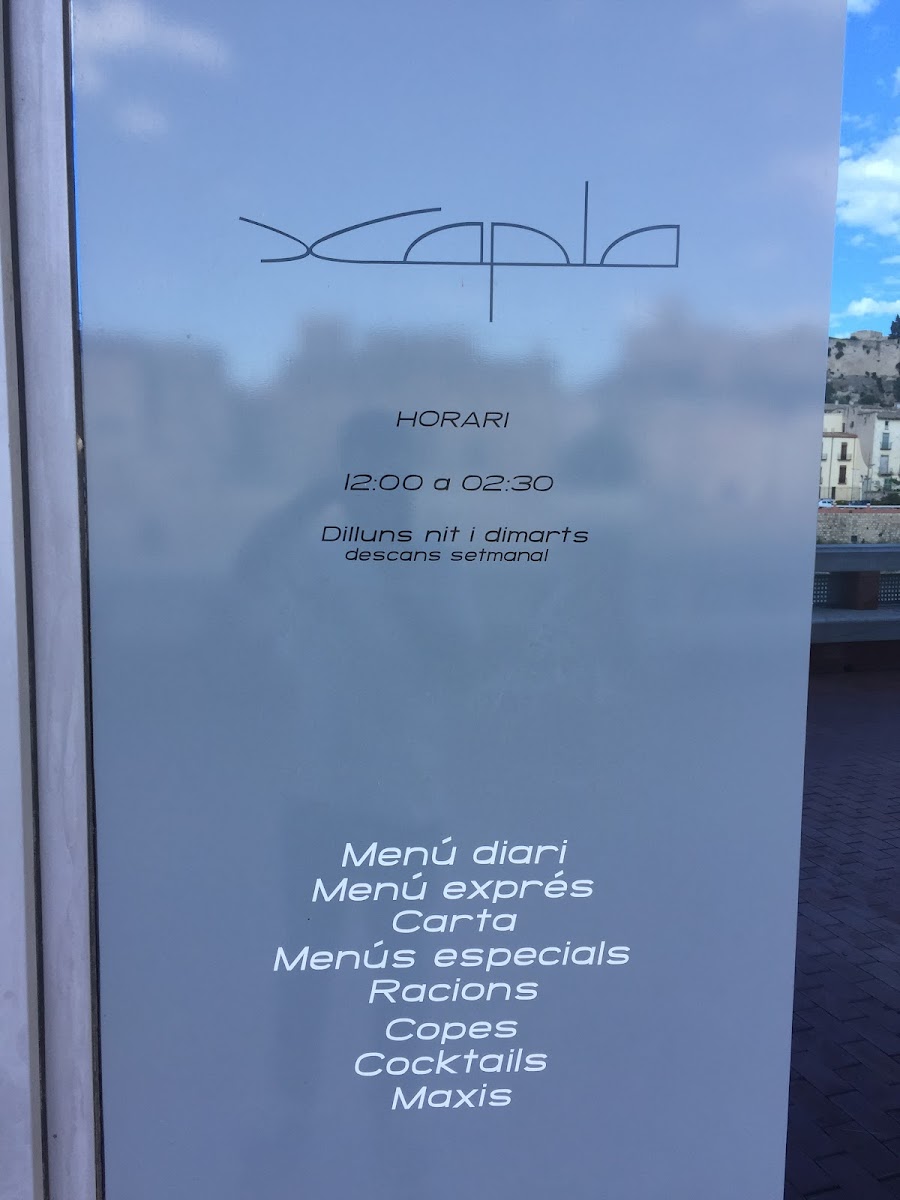 Xapla
HORARI
12:00 a 02:30
Dilluns nit i dimarts
descans setmanal
Menú diari
Menú exprés
Carta
Menús especials
Racions
Copes
Cocktails
Maxis